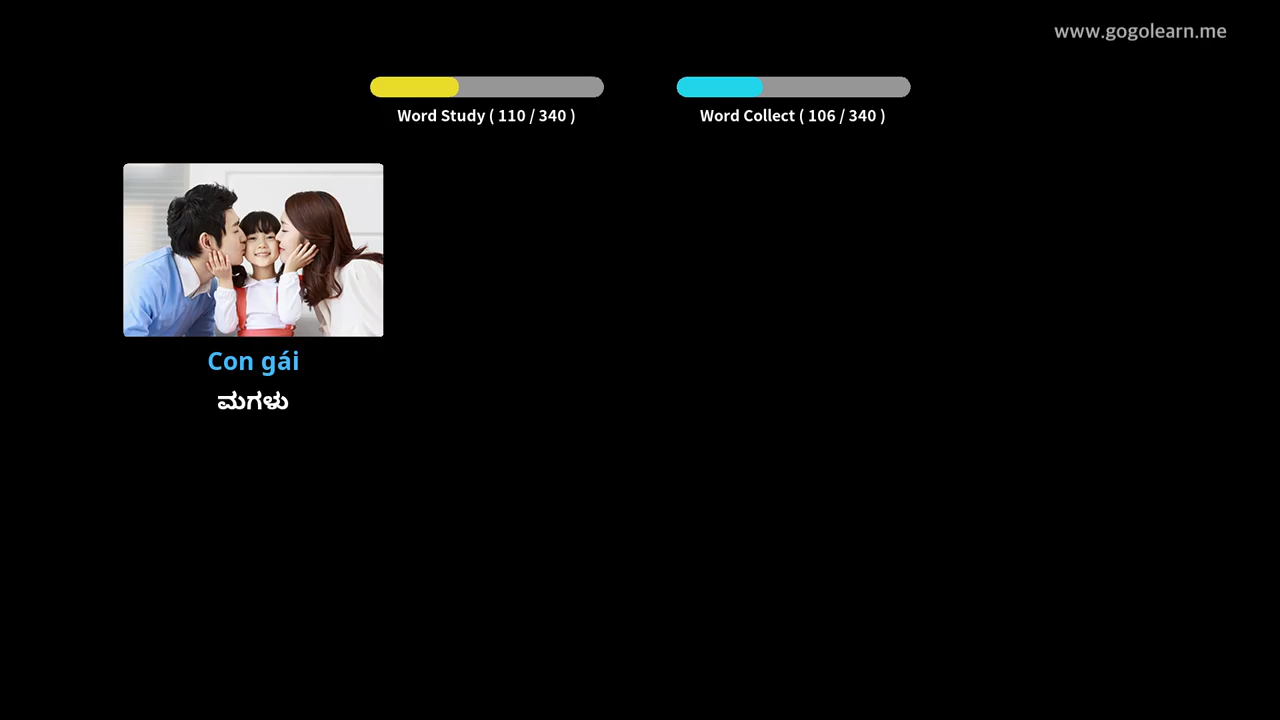 www.gogolearn.me
Word Study ( 110 / 340 )
Word Collect ( 106 / 340 )
Con gái
ಮಗಳು